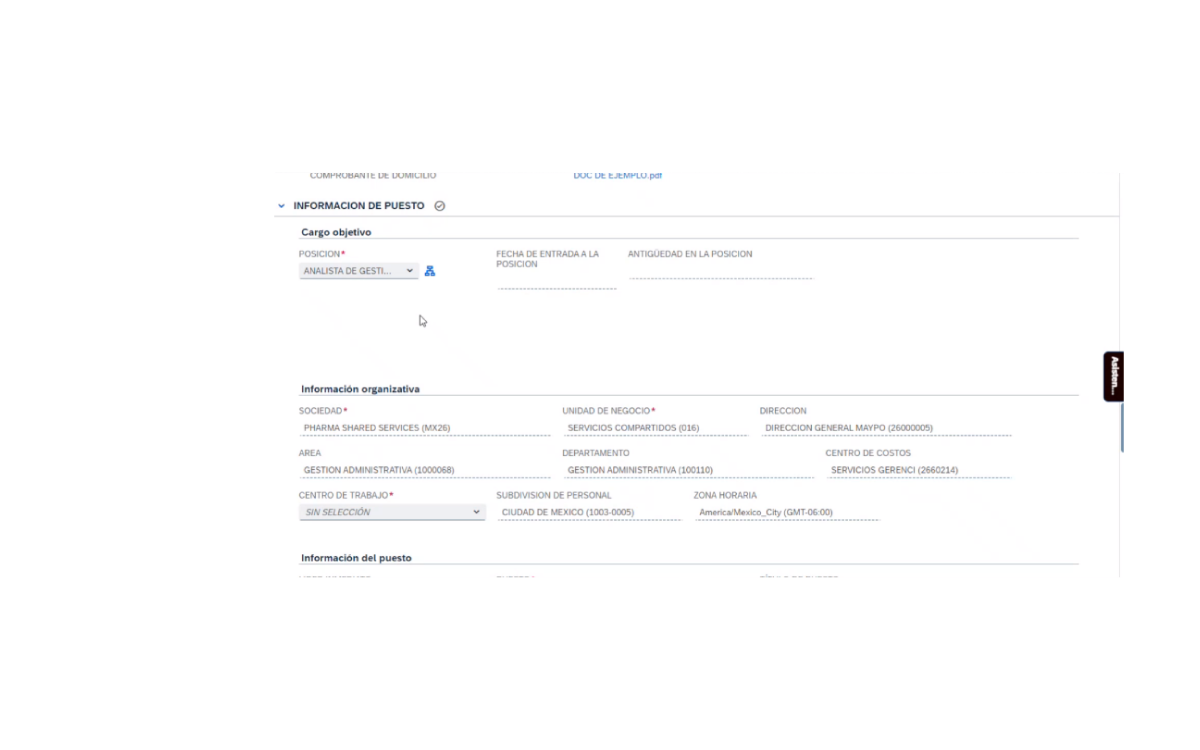 COMPROBANTE DE DOMICILIO DOC DE EJEMPLO.pdf
INFORMACION DE PUESTO
Cargo objetivo
POSICION* FECHA DE ENTRADA A LA POSICION ANTIGÜEDAD EN LA POSICION
ANALISTA DE GESTI...
Asisten...
Información organizativa
SOCIEDAD* UNIDAD DE NEGOCIO* DIRECCION
PHARMA SHARED SERVICES (MX26) SERVICIOS COMPARTIDOS (016) DIRECCION GENERAL MAYPO (26000005)
AREA DEPARTAMENTO CENTRO DE COSTOS
GESTION ADMINISTRATIVA (1000068) GESTION ADMINISTRATIVA (100110) SERVICIOS GERENCI (2660214)
CENTRO DE TRABAJO* SUBDIVISION DE PERSONAL ZONA HORARIA
SIN SELECCIÓN CIUDAD DE MEXICO (1003-0005) America/Mexico_City (GMT-06:00)
Información del puesto